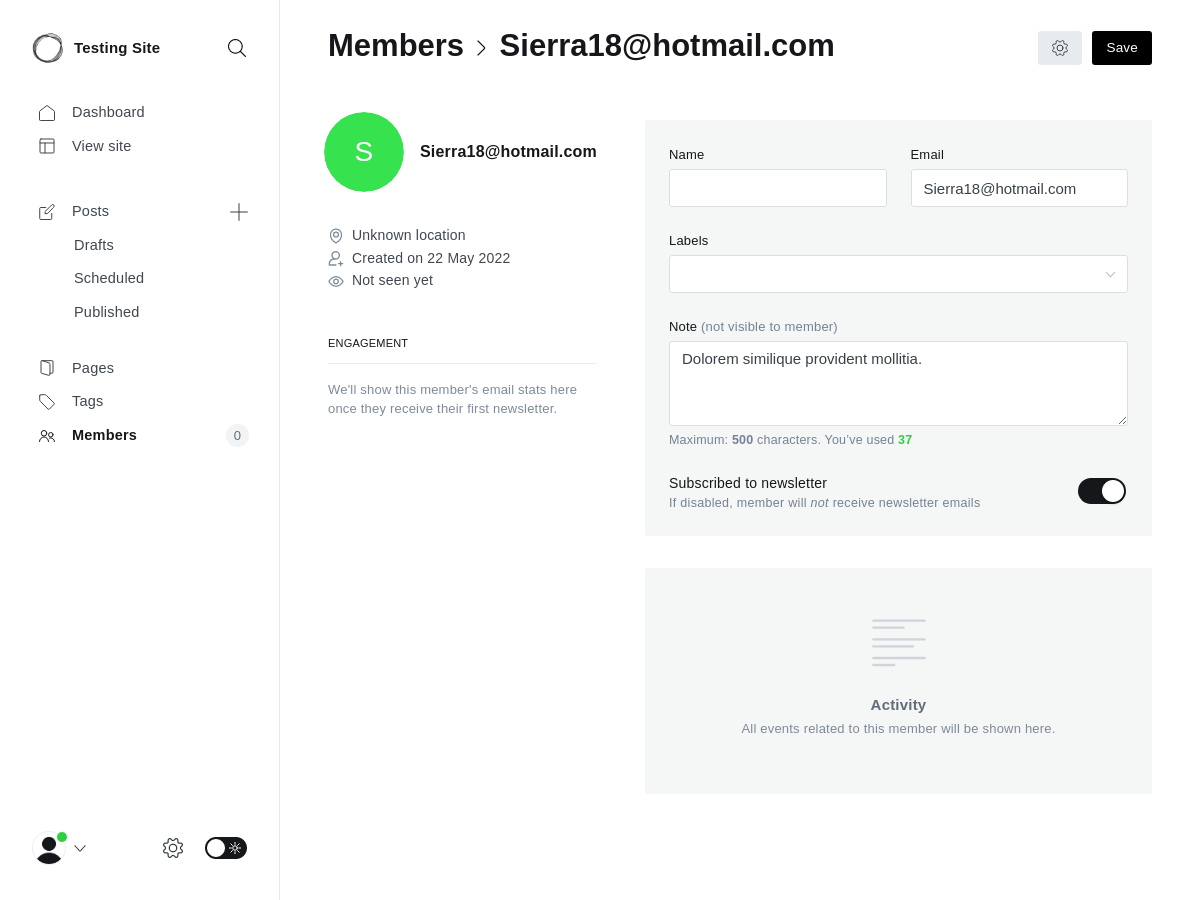 Testing Site
Dashboard
View site
Posts
Drafts
Scheduled
Published
Pages
Tags
Members
0
Members
Sierra18@hotmail.com
Save
S
Sierra18@hotmail.com
Unknown location
Created on 22 May 2022
Not seen yet
ENGAGEMENT
We'll show this member's email stats here
once they receive their first newsletter.
Name
Email
Sierra18@hotmail.com
Labels
Note (not visible to member)
Dolorem similique provident mollitia.
Maximum: 500 characters. You’ve used 37
Subscribed to newsletter
If disabled, member will not receive newsletter emails
Activity
All events related to this member will be shown here.